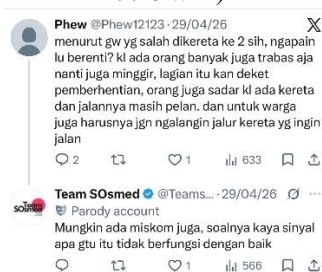 Phew @Phew12123 · 29/04/26
menurut gw yg salah dikereta ke 2 sih, ngapain
lu berenti? kl ada orang banyak juga trabas aja
nanti juga minggir, lagian itu kan deket
pemberhentian, orang juga sadar kl ada kereta
dan jalannya masih pelan. dan untuk warga
juga harusnya jgn ngalangin jalur kereta yg ingin
jalan
2 1 633
Team SOsmed @Teams... · 29/04/26
Parody account
Mungkin ada miskom juga, soalnya kaya sinyal
apa gtu itu tidak berfungsi dengan baik
1 566